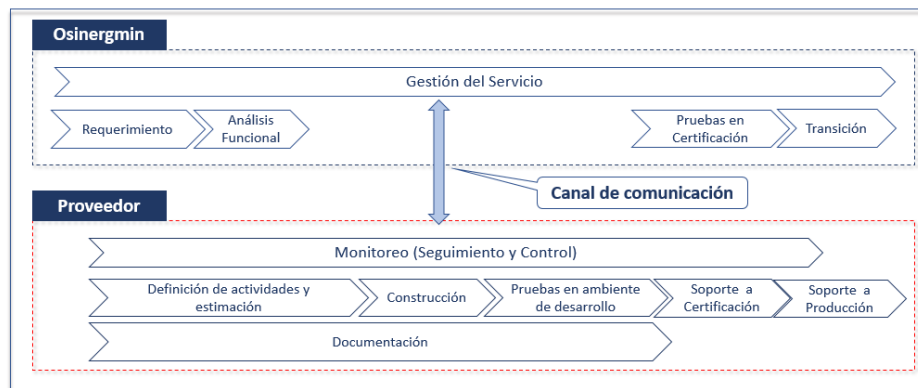 Osinergmin
Gestión del Servicio
Requerimiento
Análisis
Funcional
Pruebas en
Certificación
Transición
Canal de comunicación
Proveedor
Monitoreo (Seguimiento y Control)
Definición de actividades y
estimación
Construcción
Pruebas en ambiente
de desarrollo
Soporte a
Certificación
Soporte a
Producción
Documentación